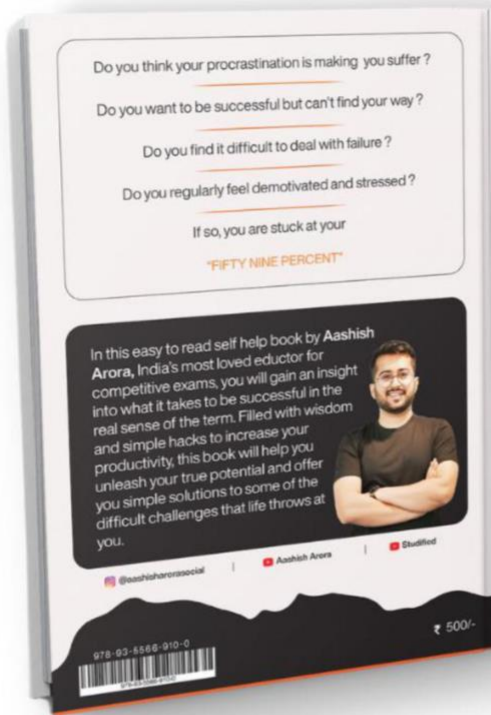 Do you think your procrastination is making you suffer ?
Do you want to be successful but can't find your way ?
Do you find it difficult to deal with failure ?
Do you regularly feel demotivated and stressed ?
If so, you are stuck at your
"FIFTY NINE PERCENT"
In this easy to read self help book by Aashish
Arora, India's most loved eductor for
competitive exams, you will gain an insight
into what it takes to be successful in the
real sense of the term. Filled with wisdom
and simple hacks to increase your
productivity, this book will help you
unleash your true potential and offer
you simple solutions to some of the
difficult challenges that life throws at
you.
@aashisharorasocial | Aashish Arora | Studified
978-93-5566-910-0
₹ 500/-
978-93-5566-910-0